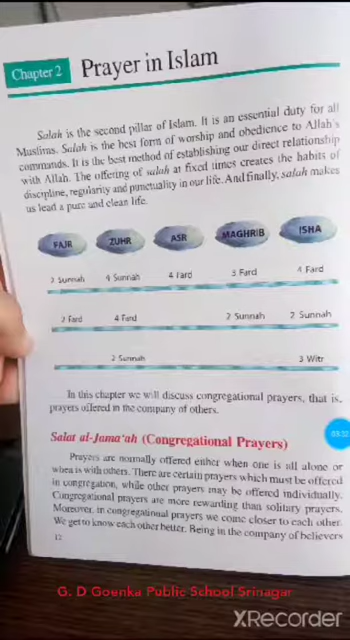 Chapter 2 Prayer in Islam
Salah is the second pillar of Islam. It is an essential duty for all
Muslims. Salah is the best form of worship and obedience to Allah's
commands. It is the best method of establishing our direct relationship
with Allah. The offering of salah at fixed times creates the habits of
discipline, regularity and punctuality in our life. And finally, salah makes
us lead a pure and clean life.
FAJR ZUHR ASR MAGHRIB ISHA
2 Sunnah 4 Sunnah 4 Fard 3 Fard 4 Fard
2 Fard 4 Fard 2 Sunnah 2 Sunnah
2 Sunnah 3 Witr
In this chapter we will discuss congregational prayers, that is,
prayers offered in the company of others.
Salat al-Jama'ah (Congregational Prayers)
Prayers are normally offered either when one is all alone or
when is with others. There are certain prayers which must be offered
in congregation, while other prayers may be offered individually.
Congregational prayers are more rewarding than solitary prayers.
Moreover, in congregational prayers we come closer to each other.
We get to know each other better. Being in the company of believers
12
G. D Goenka Public School Srinagar
XRecorder